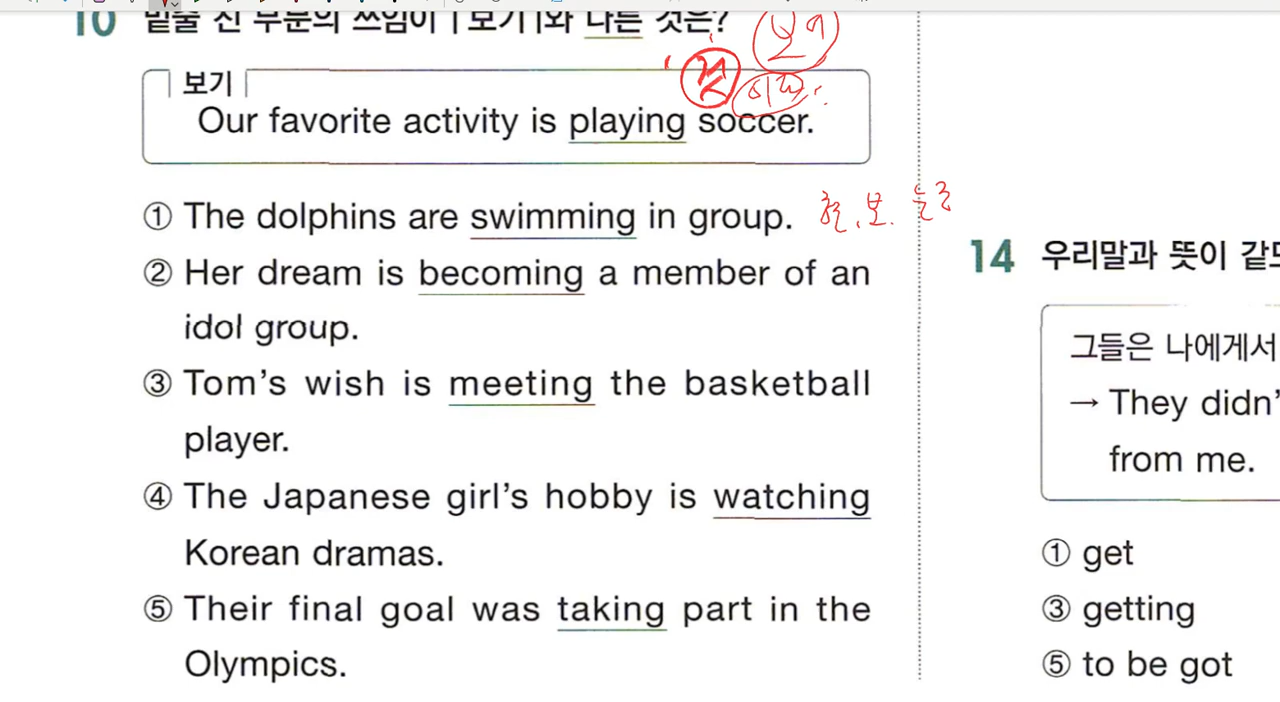 10 밑줄 친 부분의 쓰임이 |보기|와 다른 것은?
보어
것
보기
Our favorite activity is playing soccer.
① The dolphins are swimming in group.
② Her dream is becoming a member of an
idol group.
③ Tom's wish is meeting the basketball
player.
④ The Japanese girl's hobby is watching
Korean dramas.
⑤ Their final goal was taking part in the
Olympics.
14 우리말과 뜻이 같도
그들은 나에게서
→ They didn'
from me.
① get
③ getting
⑤ to be got